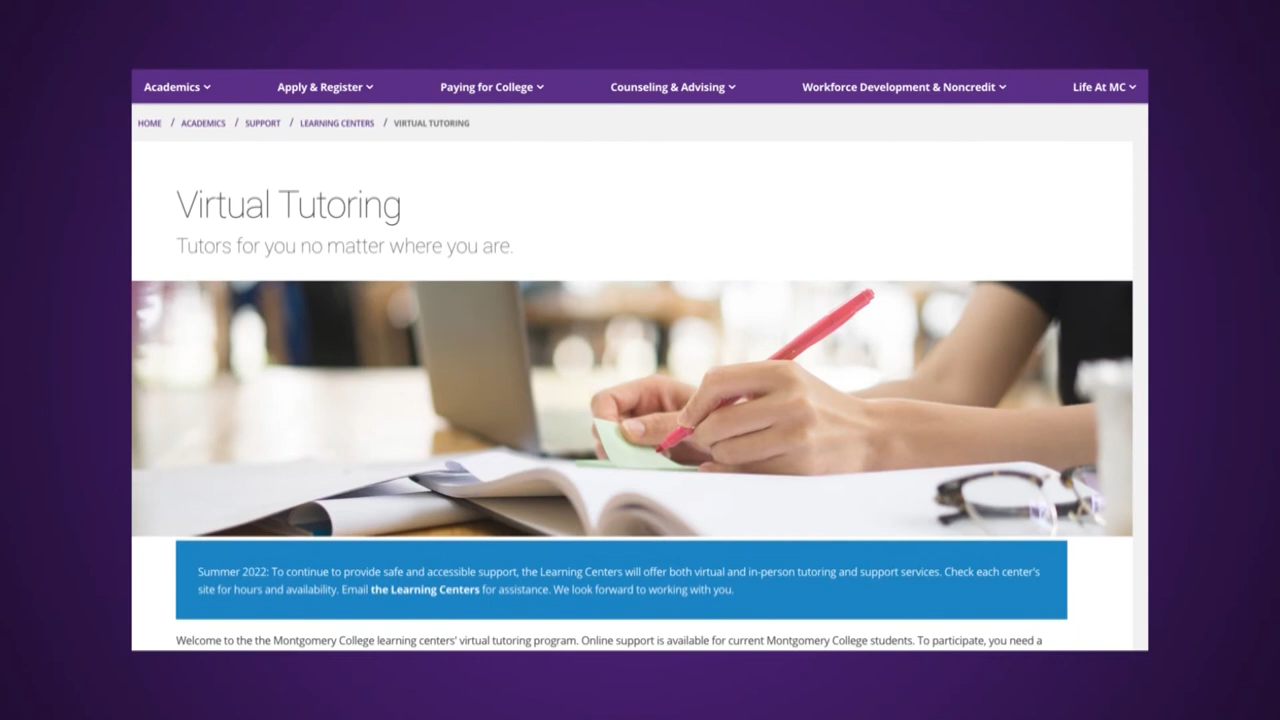 Academics Apply & Register Paying for College Counseling & Advising Workforce Development & Noncredit Life At MC
HOME / ACADEMICS / SUPPORT / LEARNING CENTERS / VIRTUAL TUTORING
Virtual Tutoring
Tutors for you no matter where you are.
Summer 2022: To continue to provide safe and accessible support, the Learning Centers will offer both virtual and in-person tutoring and support services. Check each center's
site for hours and availability. Email the Learning Centers for assistance. We look forward to working with you.
Welcome to the the Montgomery College learning centers' virtual tutoring program. Online support is available for current Montgomery College students. To participate, you need a